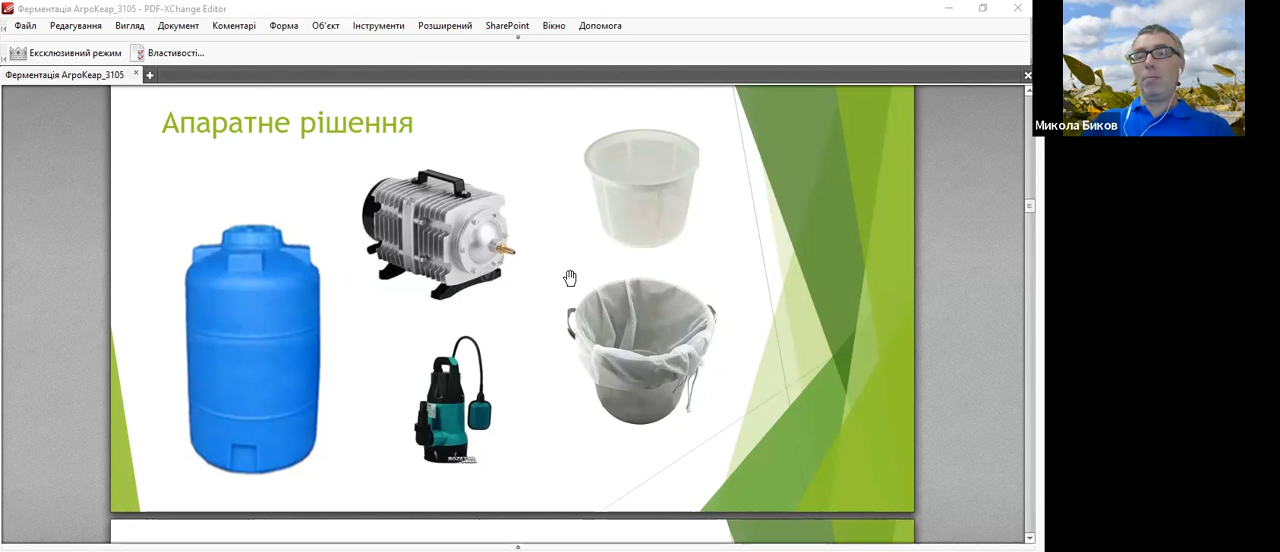 Ферментація АгроКеар_3105 - PDF-XChange Editor
Файл Редагування Вигляд Документ Коментарі Форма Об'єкт Інструменти Розширений SharePoint Вікно Допомога
Ексклюзивний режим Властивості...
Ферментація АгроКеар_3105
Апаратне рішення
ROZETKA
Микола Биков